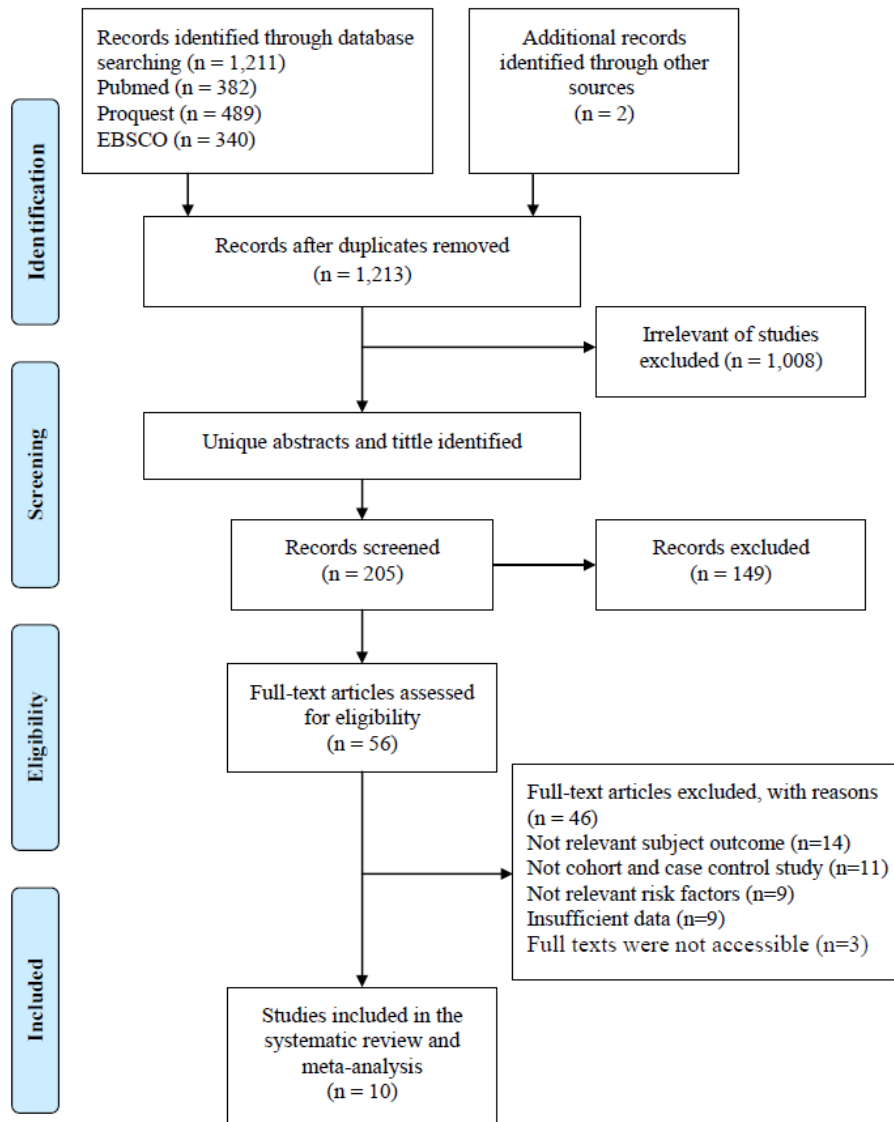 Records identified through database
searching (n = 1,211)
Pubmed (n = 382)
Proquest (n = 489)
EBSCO (n = 340)
Additional records
identified through other
sources
(n = 2)
Identification
Records after duplicates removed
(n = 1,213)
Irrelevant of studies
excluded (n = 1,008)
Screening
Unique abstracts and tittle identified
Records screened
(n = 205)
Records excluded
(n = 149)
Eligibility
Full-text articles assessed
for eligibility
(n = 56)
Full-text articles excluded, with reasons
(n = 46)
Not relevant subject outcome (n=14)
Not cohort and case control study (n=11)
Not relevant risk factors (n=9)
Insufficient data (n=9)
Full texts were not accessible (n=3)
Included
Studies included in the
systematic review and
meta-analysis
(n = 10)